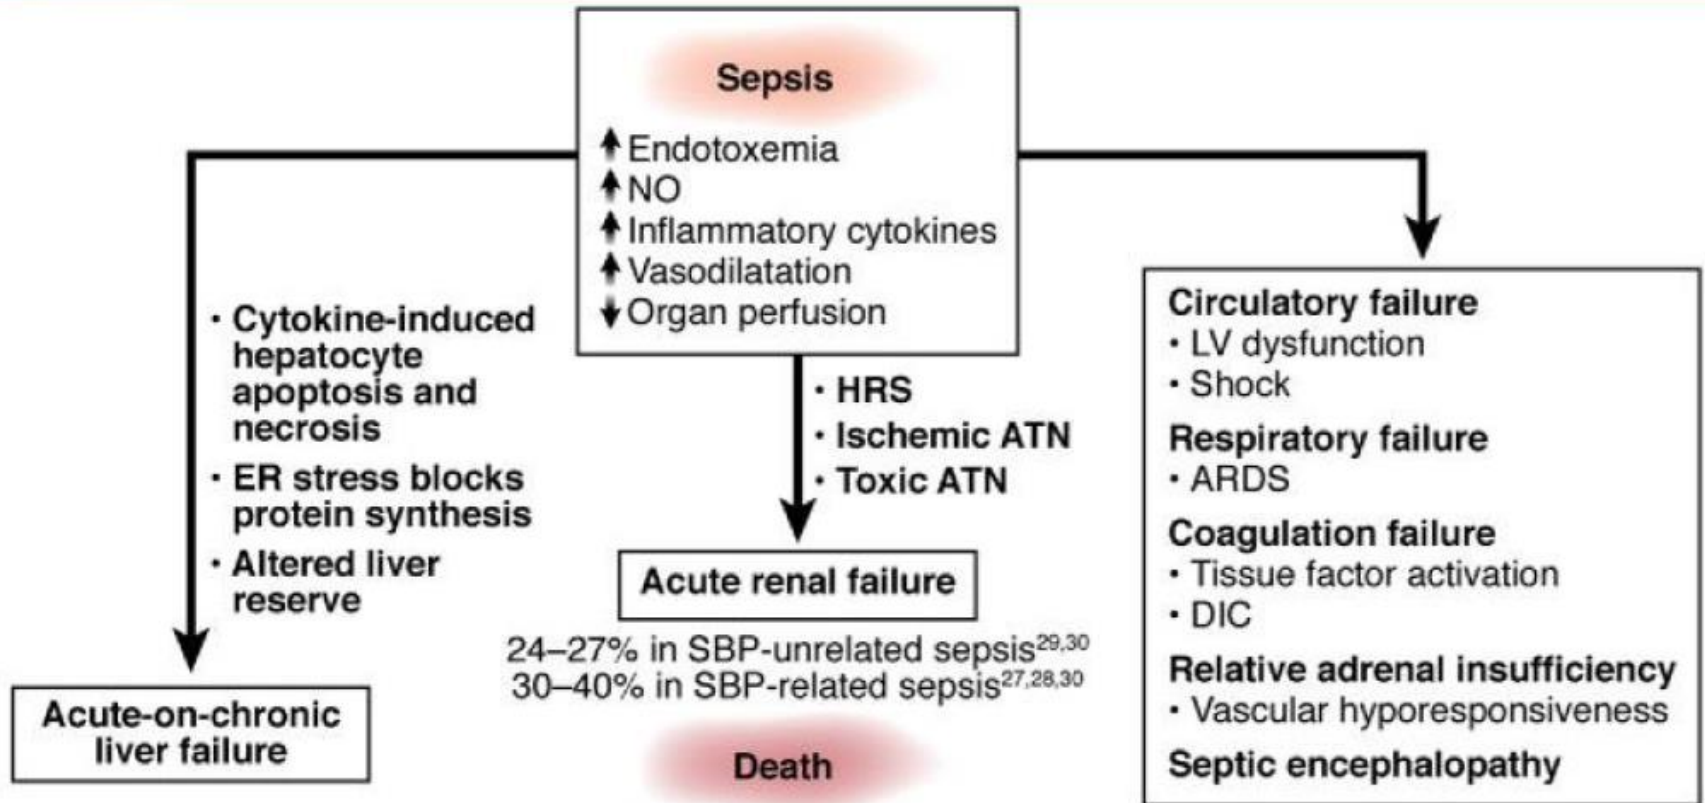 Sepsis
Endotoxemia
NO
Inflammatory cytokines
Vasodilatation
Organ perfusion
· Cytokine-induced
hepatocyte
apoptosis and
necrosis
· ER stress blocks
protein synthesis
· Altered liver
reserve
Acute-on-chronic
liver failure
· HRS
· Ischemic ATN
· Toxic ATN
Acute renal failure
24–27% in SBP-unrelated sepsis29,30
30–40% in SBP-related sepsis27,28,30
Death
Circulatory failure
· LV dysfunction
· Shock
Respiratory failure
· ARDS
Coagulation failure
· Tissue factor activation
· DIC
Relative adrenal insufficiency
· Vascular hyporesponsiveness
Septic encephalopathy